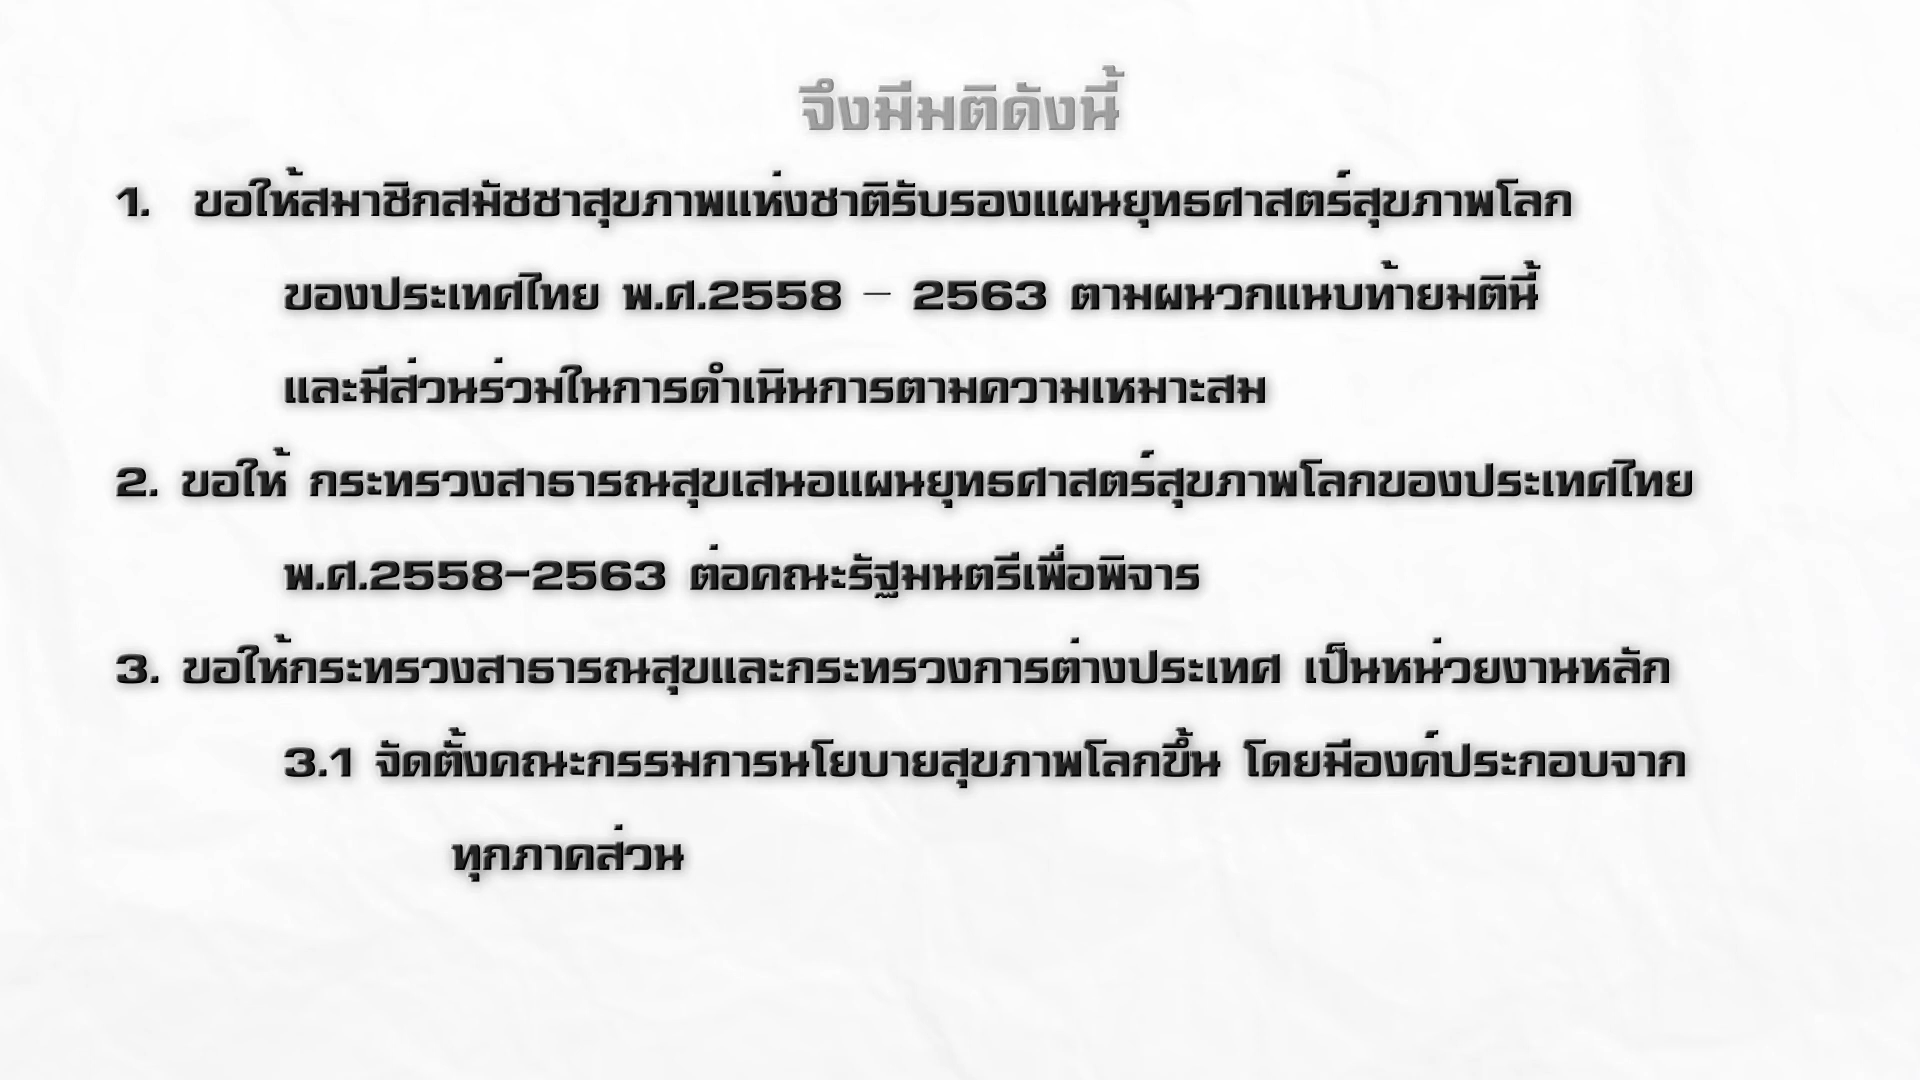 จึงมีมติดังนี้
1. ขอให้สมาชิกสมัชชาสุขภาพแห่งชาติรับรองแผนยุทธศาสตร์สุขภาพโลก
ของประเทศไทย พ.ศ.2558 – 2563 ตามผนวกแนบท้ายมตินี้
และมีส่วนร่วมในการดำเนินการตามความเหมาะสม
2. ขอให้ กระทรวงสาธารณสุขเสนอแผนยุทธศาสตร์สุขภาพโลกของประเทศไทย
พ.ศ.2558-2563 ต่อคณะรัฐมนตรีเพื่อพิจาร
3. ขอให้กระทรวงสาธารณสุขและกระทรวงการต่างประเทศ เป็นหน่วยงานหลัก
3.1 จัดตั้งคณะกรรมการนโยบายสุขภาพโลกขึ้น โดยมีองค์ประกอบจาก
ทุกภาคส่วน